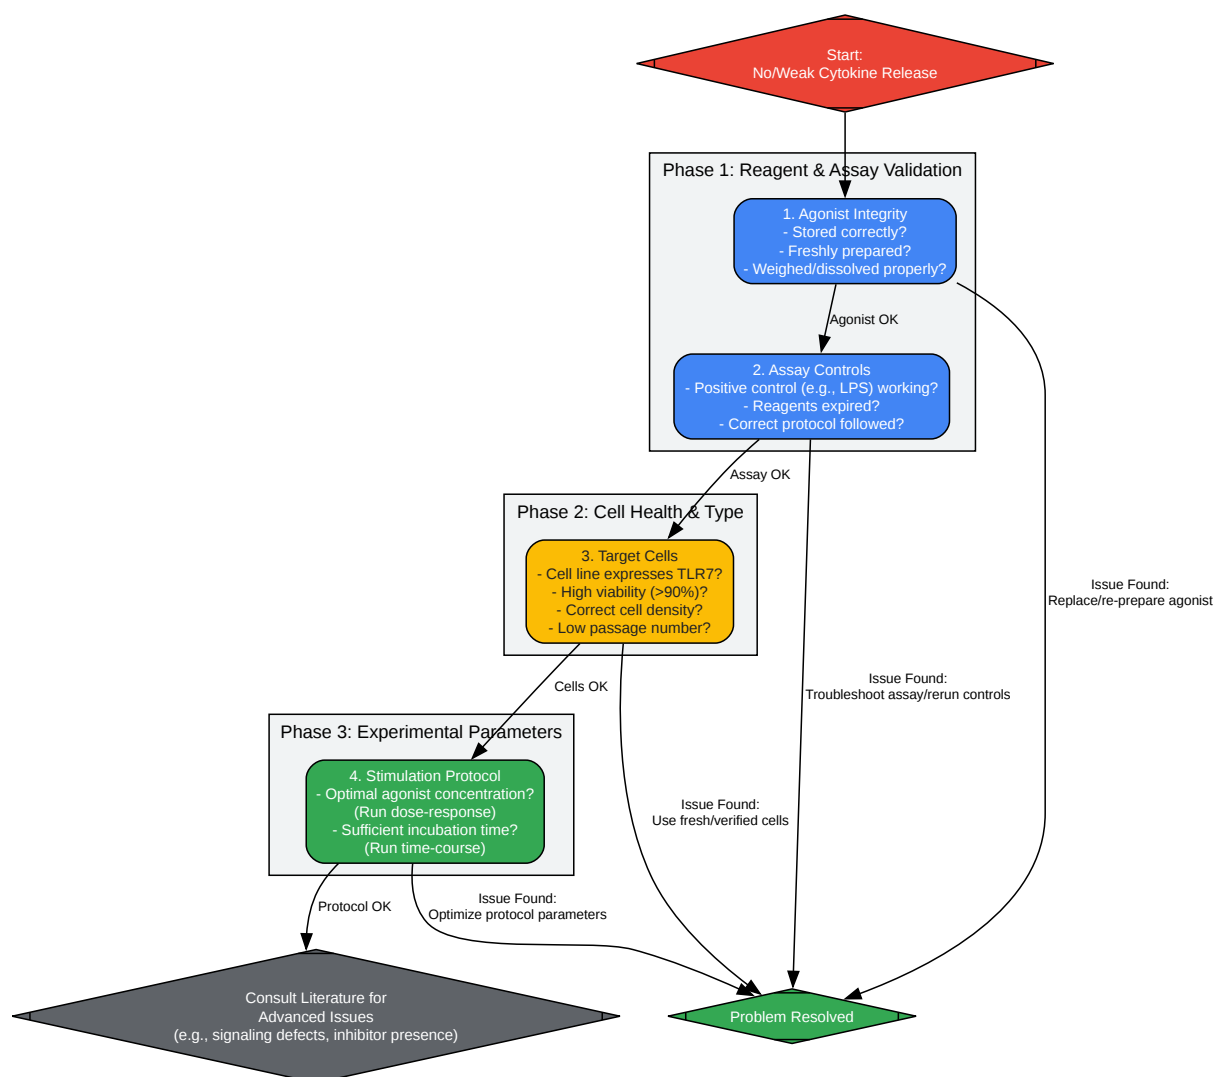 Start:
No/Weak Cytokine Release
Phase 1: Reagent & Assay Validation
1. Agonist Integrity
- Stored correctly?
- Freshly prepared?
- Weighed/dissolved properly?
Agonist OK
2. Assay Controls
- Positive control (e.g., LPS) working?
- Reagents expired?
- Correct protocol followed?
Assay OK
Phase 2: Cell Health & Type
3. Target Cells
- Cell line expresses TLR7?
- High viability (>90%)?
- Correct cell density?
- Low passage number?
Issue Found:
Replace/re-prepare agonist
Cells OK
Issue Found:
Troubleshoot assay/rerun controls
Phase 3: Experimental Parameters
4. Stimulation Protocol
- Optimal agonist concentration?
(Run dose-response)
- Sufficient incubation time?
(Run time-course)
Issue Found:
Use fresh/verified cells
Protocol OK
Issue Found:
Optimize protocol parameters
Consult Literature for
Advanced Issues
(e.g., signaling defects, inhibitor presence)
Problem Resolved